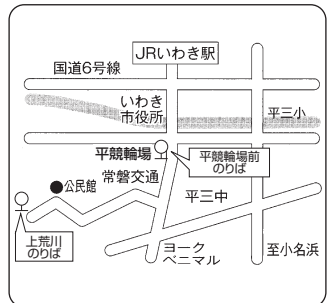 JRいわき駅
国道6号線
いわき
市役所
平三小
平競輪場
平競輪場前
のりば
常磐交通
公民館
平三中
上荒川
のりば
ヨーク
ベニマル
至小名浜